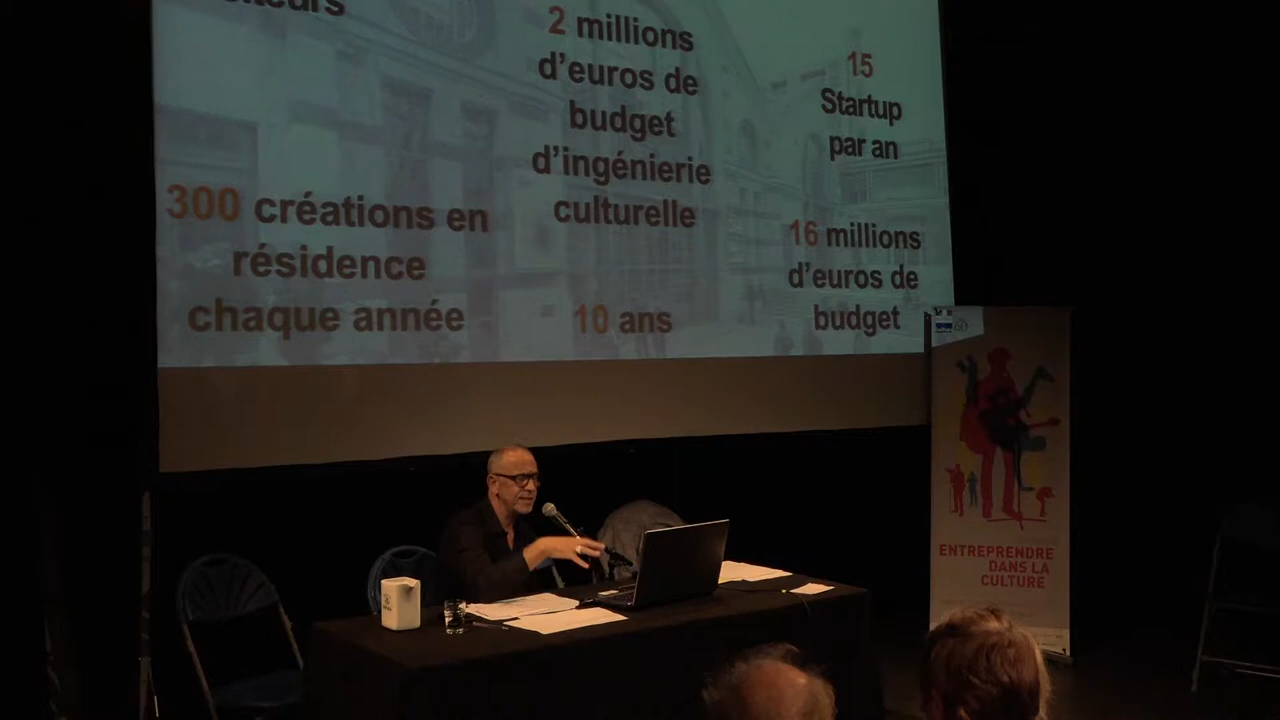 300 créations en
résidence
chaque année
2 millions
d'euros de
budget
d'ingénierie
culturelle
10 ans
15
Startup
par an
16 millions
d'euros de
budget
ENTREPRENDRE
DANS LA
CULTURE